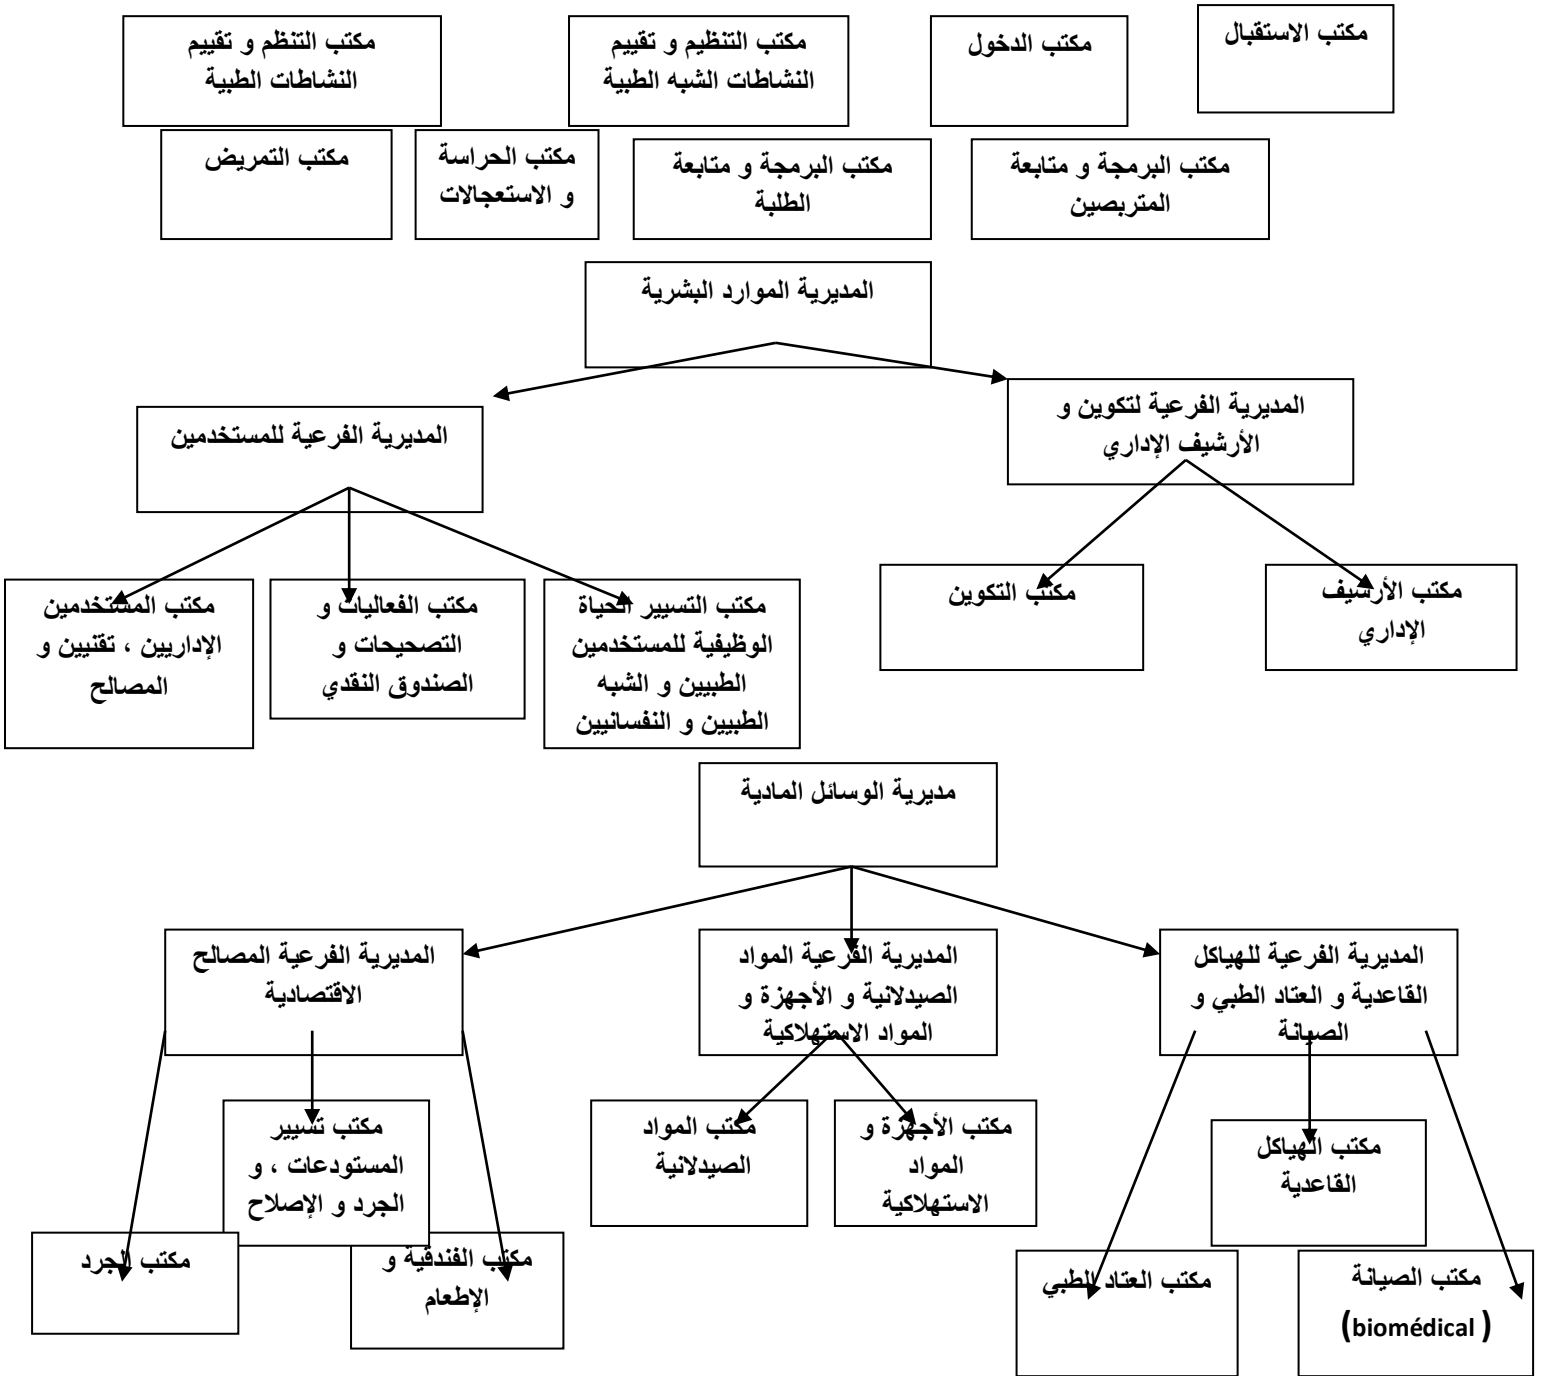 مكتب الاستقبال
مكتب الدخول
مكتب التنظيم و تقييم
النشاطات الشبه الطبية
مكتب التنظم و تقييم
النشاطات الطبية
مكتب البرمجة و متابعة
المتربصين
مكتب البرمجة و متابعة
الطلبة
مكتب الحراسة
و الاستعجالات
مكتب التمريض
المديرية الموارد البشرية
المديرية الفرعية لتكوين و
الأرشيف الإداري
المديرية الفرعية للمستخدمين
مكتب الأرشيف
الإداري
مكتب التكوين
مكتب التسيير الحياة
الوظيفية للمستخدمين
الطبيين و الشبه
الطبيين و النفسانيين
مكتب الفعاليات و
التصحيحات و
الصندوق النقدي
مكتب المستخدمين
الإداريين ، تقتيين و
المصالح
مديرية الوسائل المادية
المديرية الفرعية للهياكل
القاعدية و العتاد الطبي و
الصيانة
المديرية الفرعية المواد
الصيدلانية و الأجهزة و
المواد الاستهلاكية
المديرية الفرعية المصالح
الاقتصادية
مكتب الهياكل
القاعدية
مكتب الأجهزة و
المواد
الاستهلاكية
مكتب المواد
الصيدلانية
مكتب تسيير
المستودعات ، و
الجرد و الإصلاح
مكتب الصيانة
(biomédical )
مكتب العتاد الطبي
مكتب الفندقية و
الإطعام
مكتب الجرد